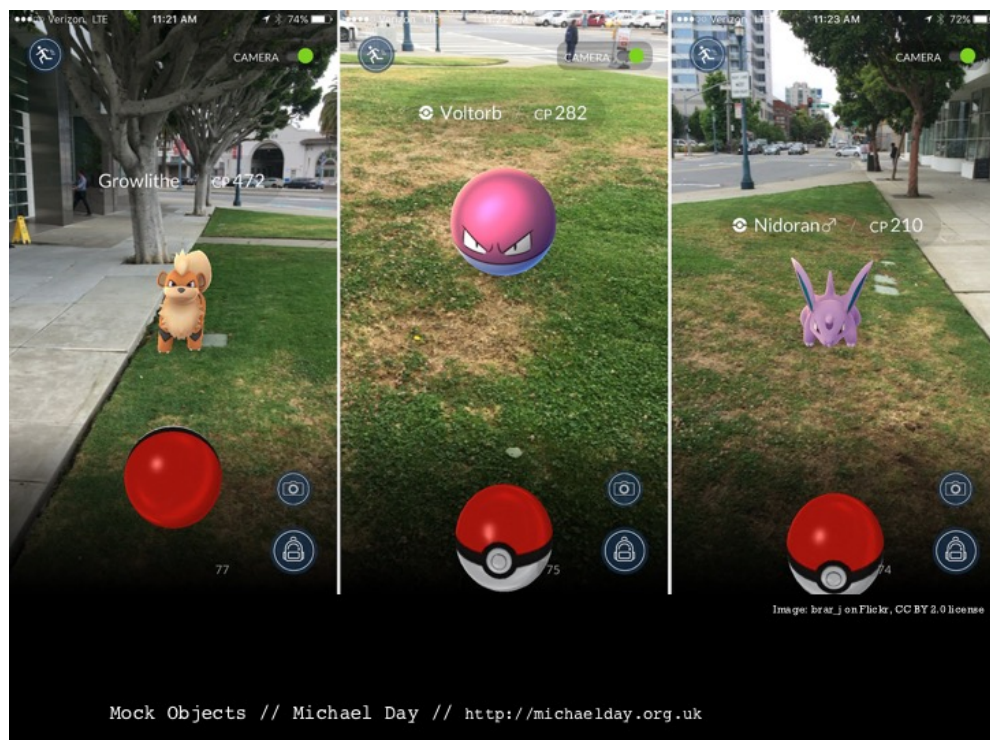 Verizon LTE 11:21 AM 74%
CAMERA
Growlithe / CP 472
77
CAMERA
Voltorb / CP 282
75
Verizon LTE 11:23 AM 72%
CAMERA
Nidoran♂ / CP 210
74
Image: brar_j on Flickr, CC BY 2.0 license
Mock Objects // Michael Day // http://michaelday.org.uk